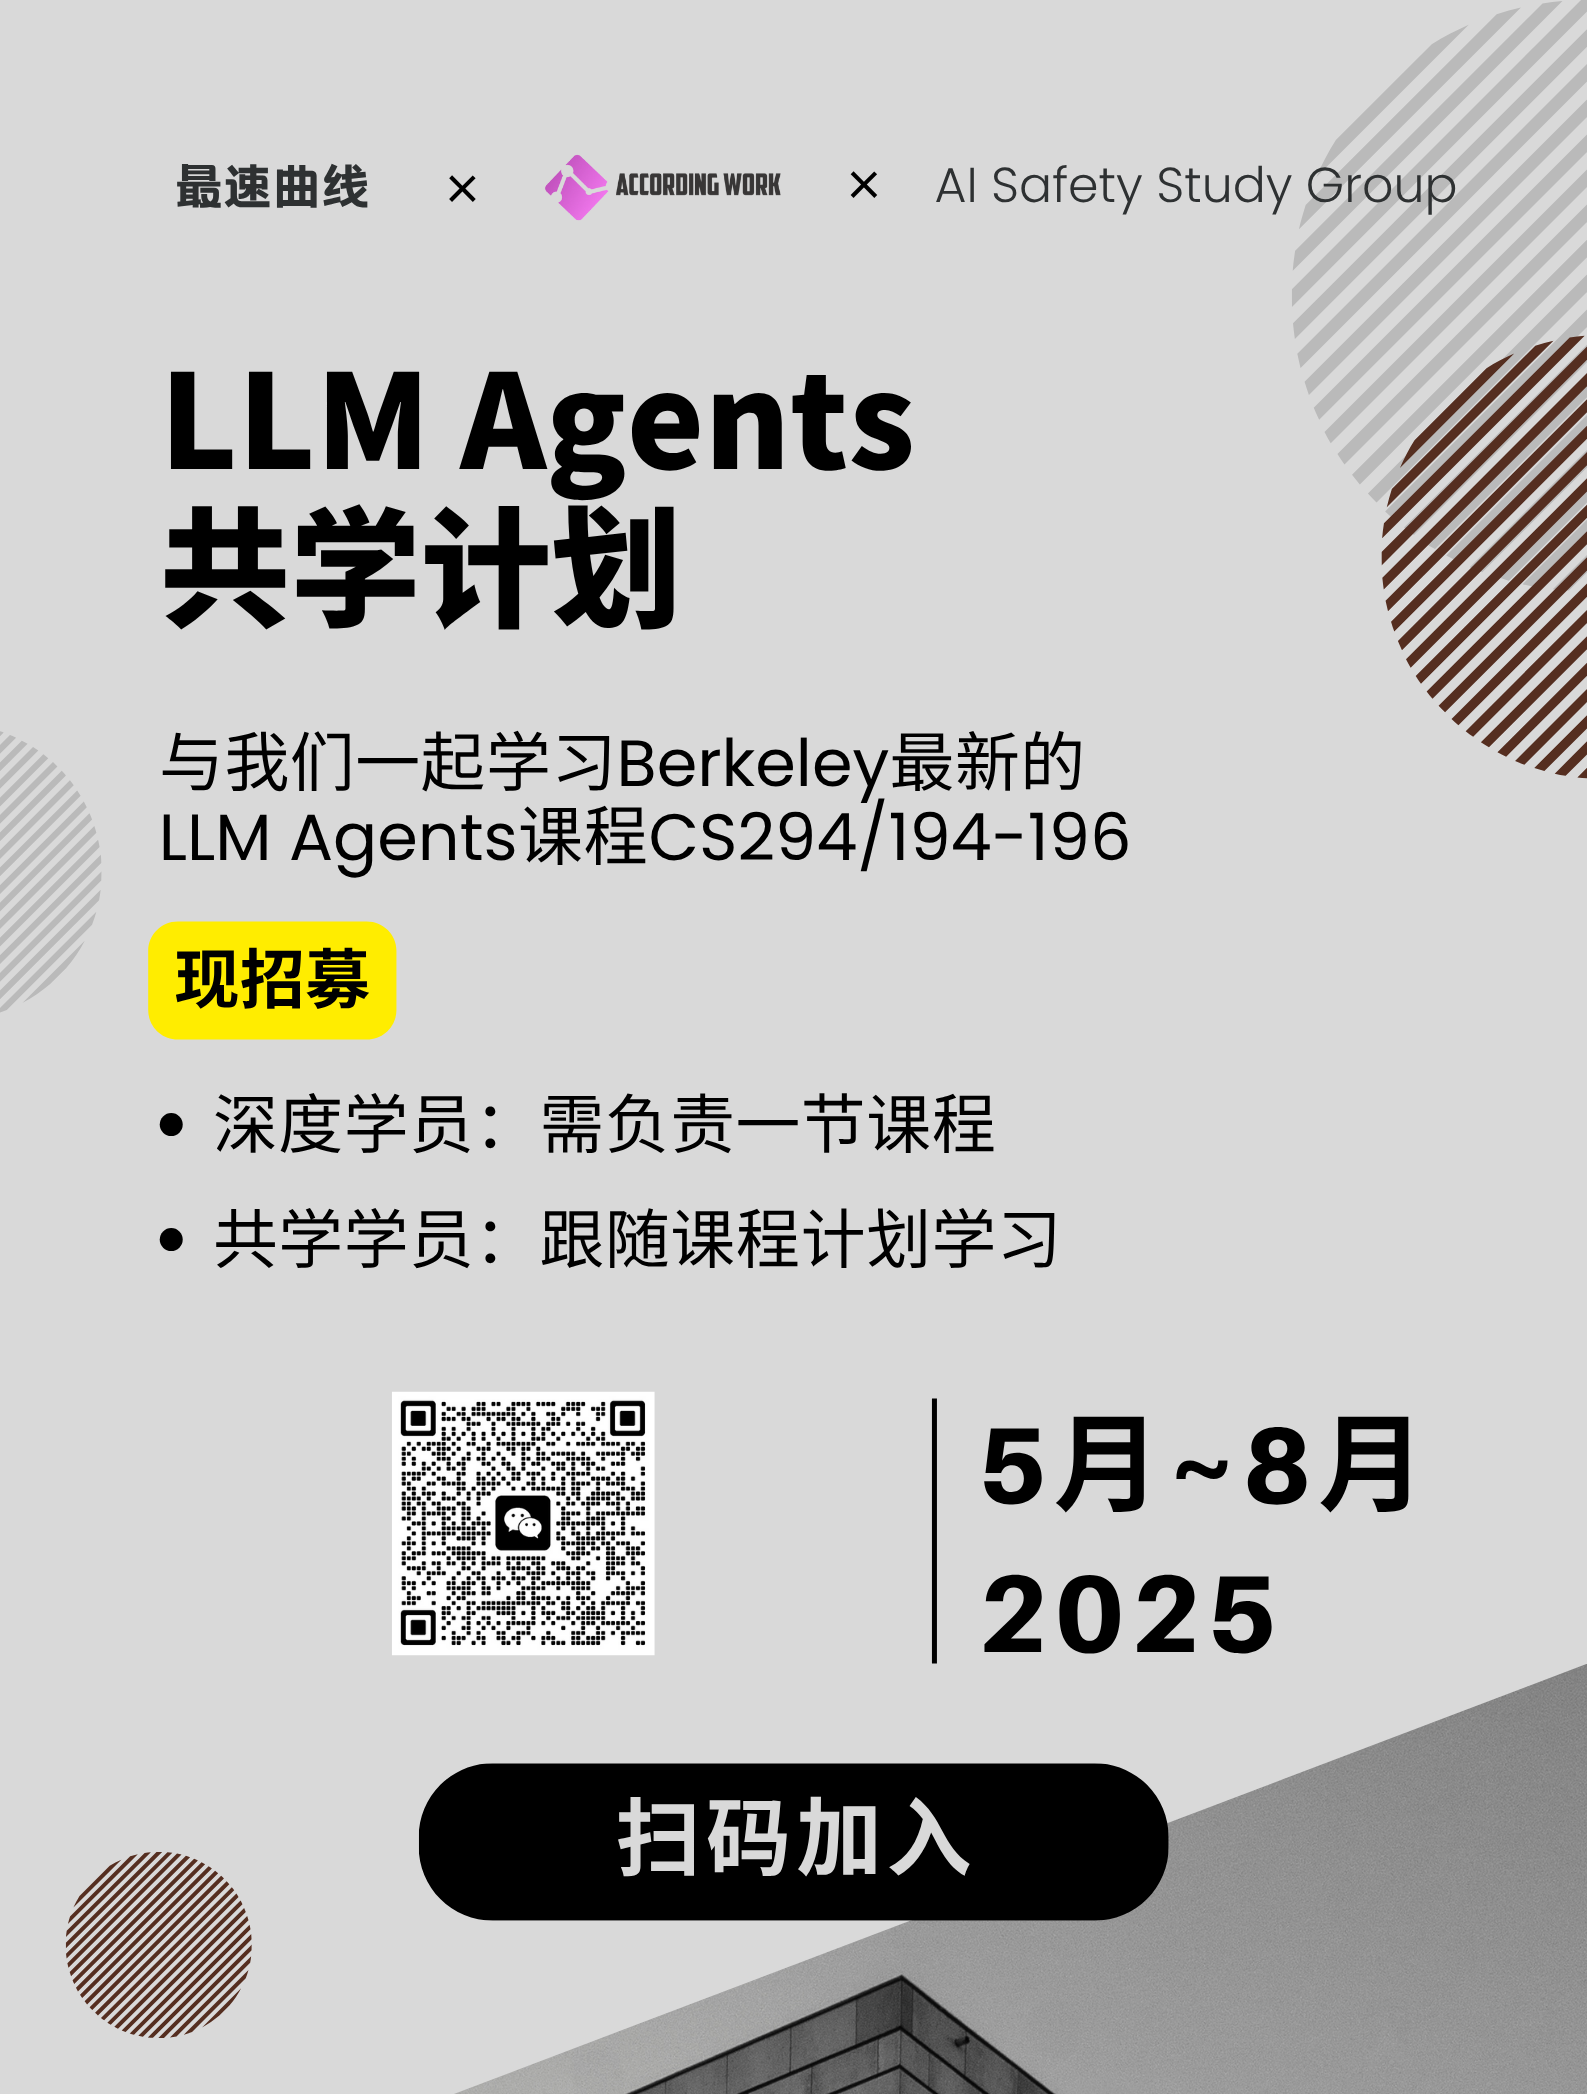 最速曲线 × ACCORDING WORK × AI Safety Study Group
LLM Agents
共学计划
与我们一起学习Berkeley最新的
LLM Agents课程CS294/194-196
现招募
• 深度学员：需负责一节课程
• 共学学员：跟随课程计划学习
5月~8月
2025
扫码加入